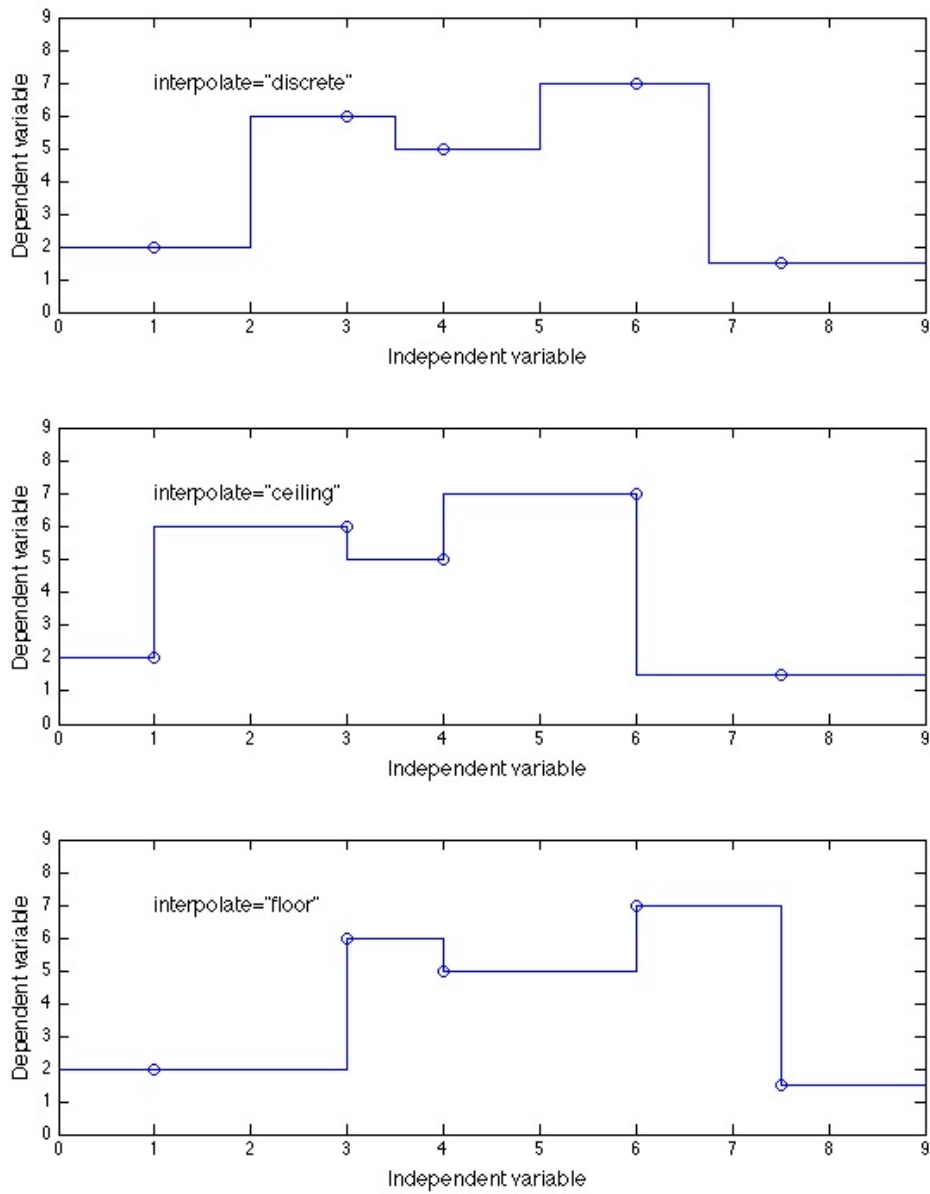 9
8
7
6
5
4
3
2
1
0
Dependent variable
interpolate="discrete"
0 1 2 3 4 5 6 7 8 9
Independent variable
9
8
7
6
5
4
3
2
1
0
Dependent variable
interpolate="ceiling"
0 1 2 3 4 5 6 7 8 9
Independent variable
9
8
7
6
5
4
3
2
1
0
Dependent variable
interpolate="floor"
0 1 2 3 4 5 6 7 8 9
Independent variable